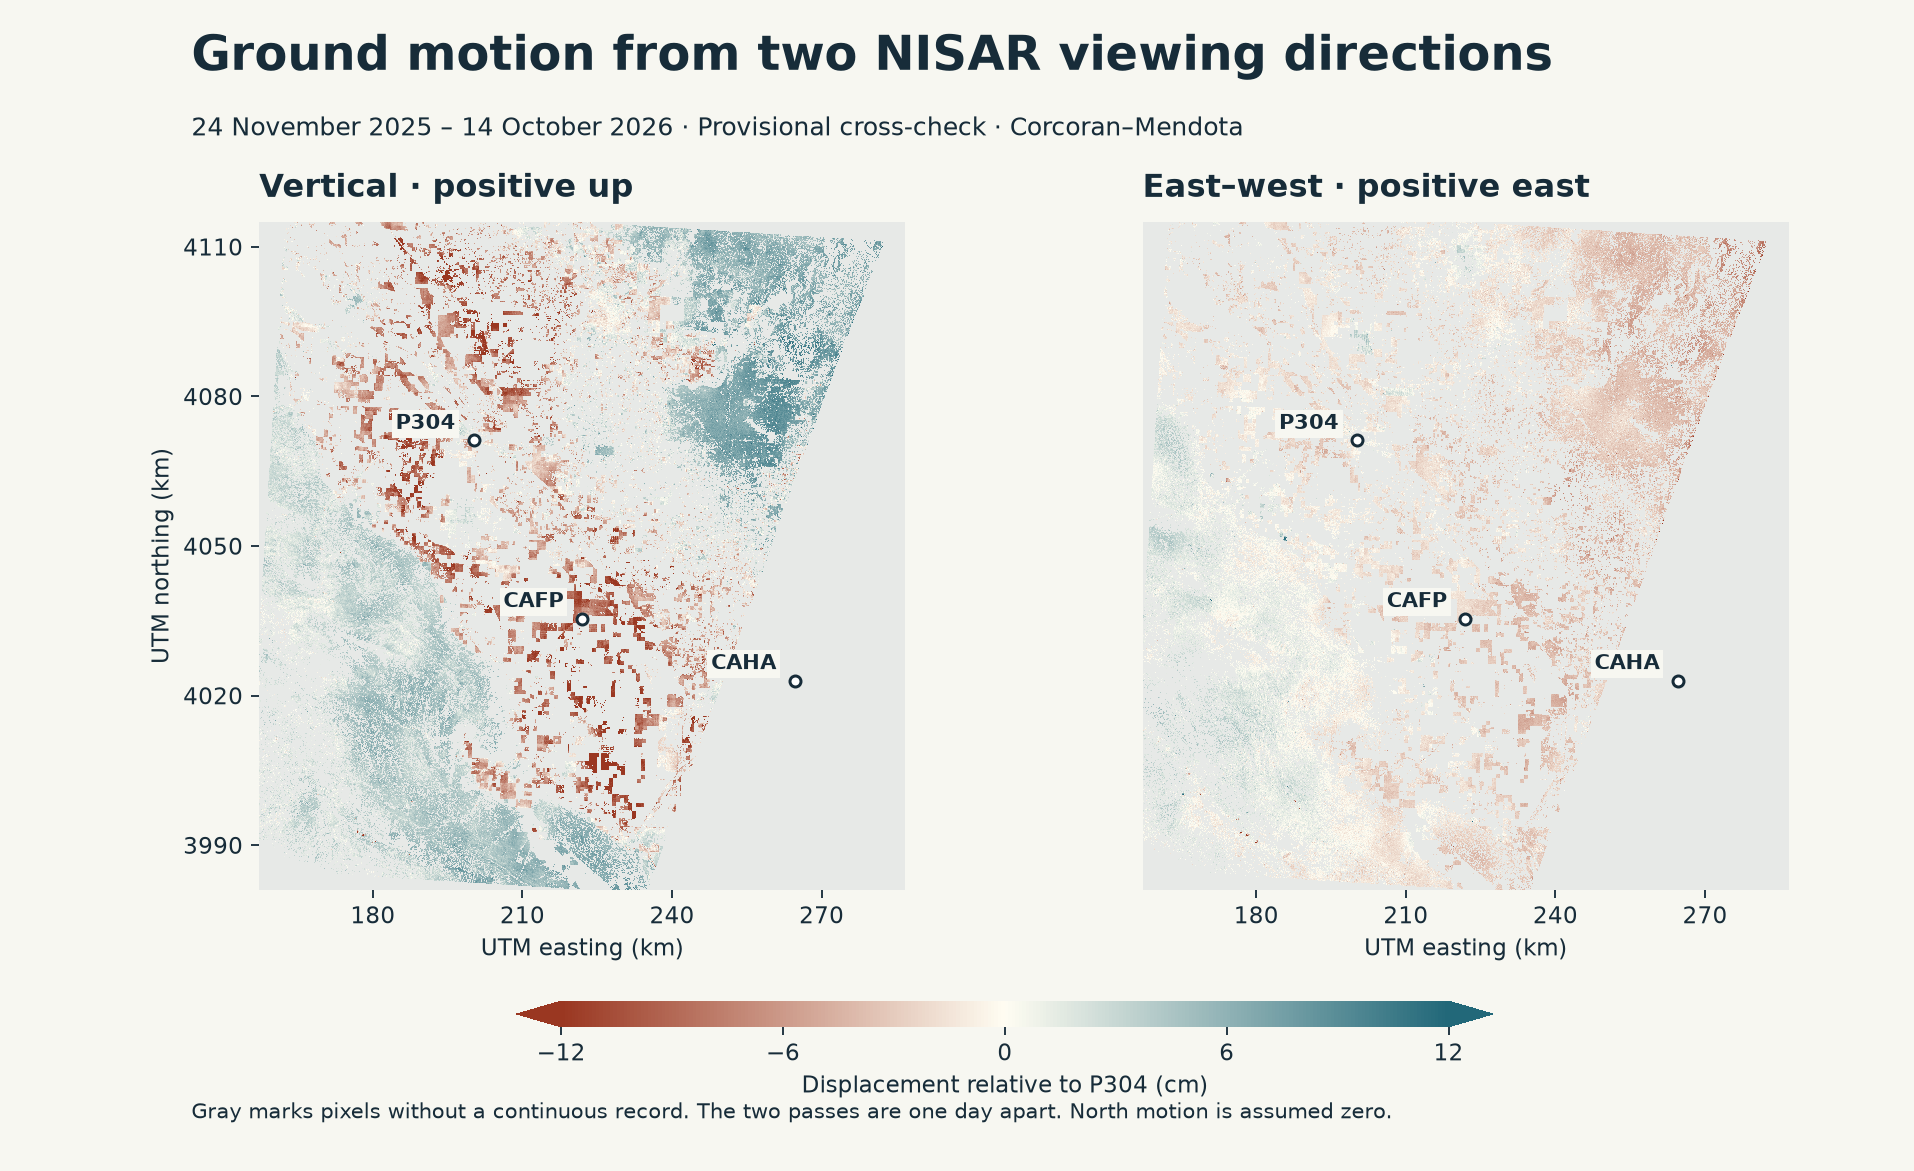 Ground motion from two NISAR viewing directions
24 November 2025 – 14 October 2026 · Provisional cross-check · Corcoran–Mendota
Vertical · positive up
East–west · positive east
UTM northing (km)
4110
4080
4050
4020
3990
P304
CAFP
CAHA
P304
CAFP
CAHA
180 210 240 270
UTM easting (km)
180 210 240 270
UTM easting (km)
−12 −6 0 6 12
Displacement relative to P304 (cm)
Gray marks pixels without a continuous record. The two passes are one day apart. North motion is assumed zero.